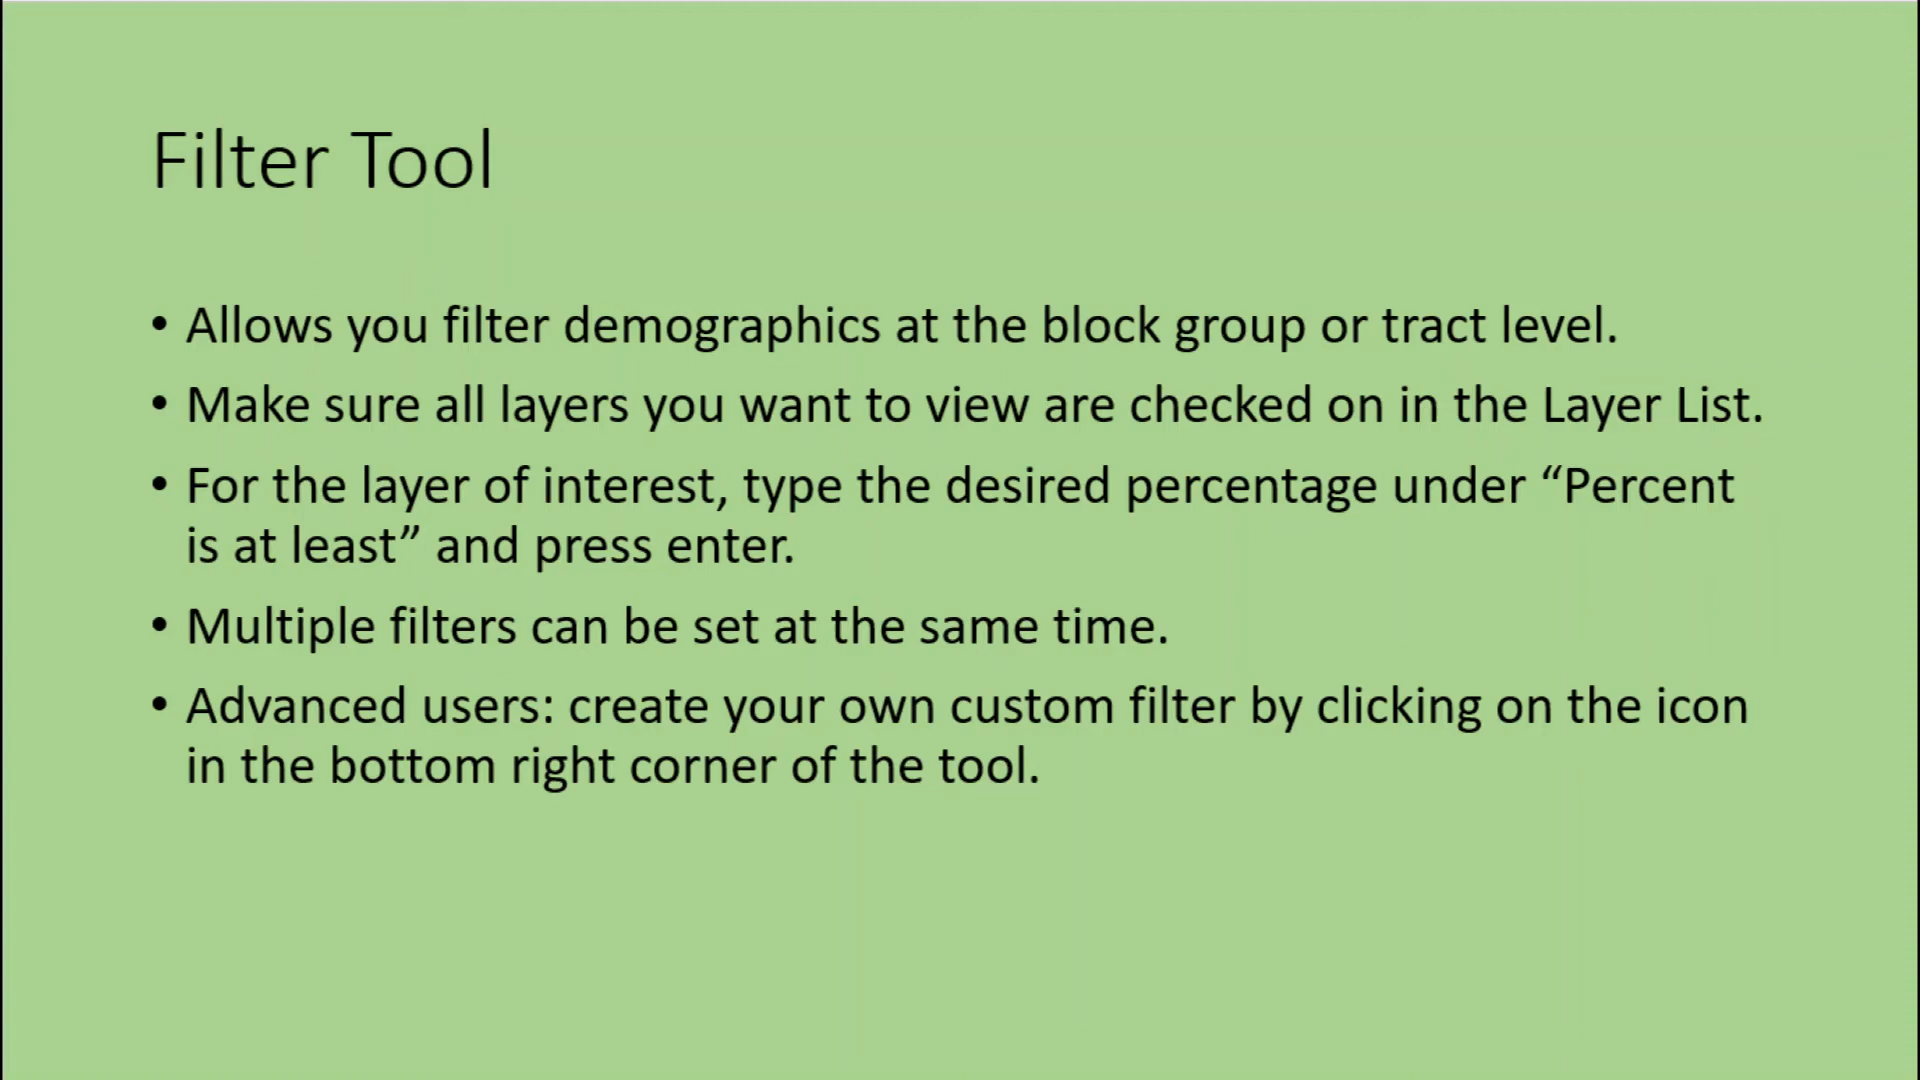 Filter Tool
• Allows you filter demographics at the block group or tract level.
• Make sure all layers you want to view are checked on in the Layer List.
• For the layer of interest, type the desired percentage under “Percent
is at least” and press enter.
• Multiple filters can be set at the same time.
• Advanced users: create your own custom filter by clicking on the icon
in the bottom right corner of the tool.